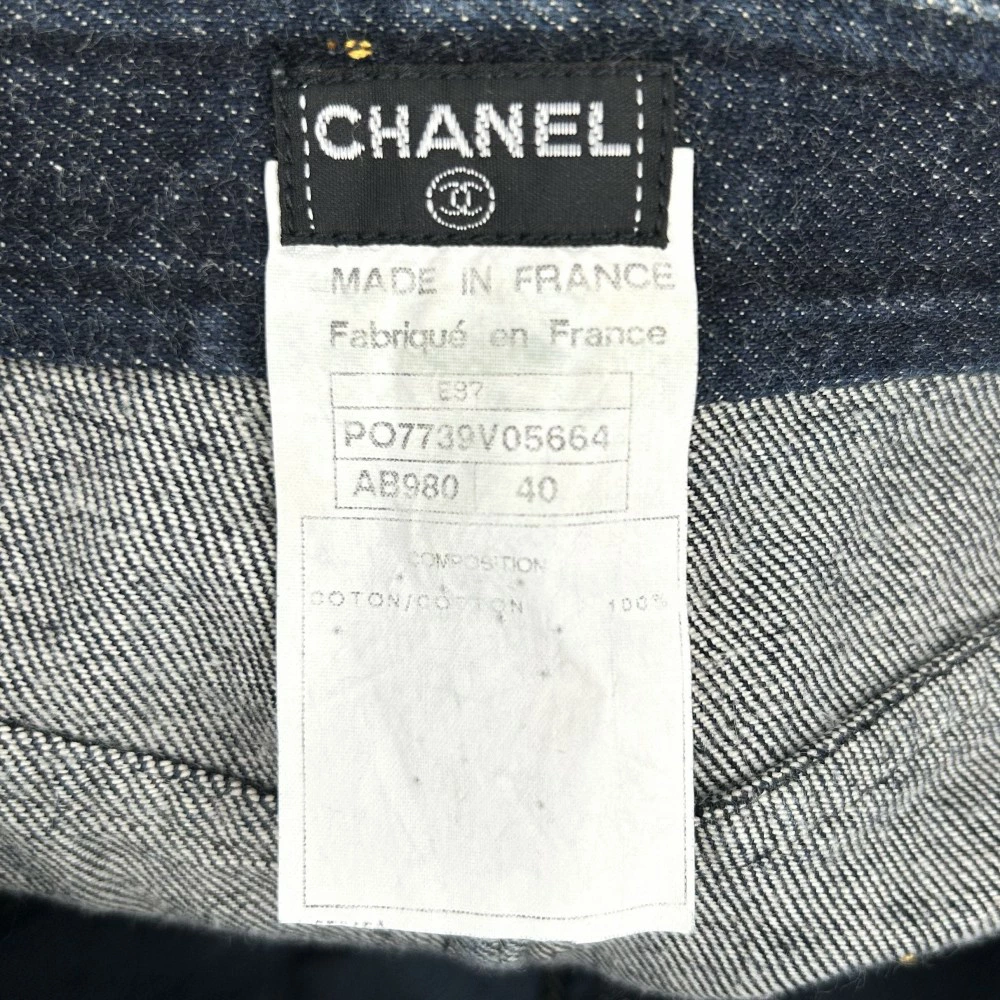 CHANEL
MADE IN FRANCE
Fabriqué en France
E97
PO7739V05664
AB980 40
COMPOSITION
COTON/COTTON 100%